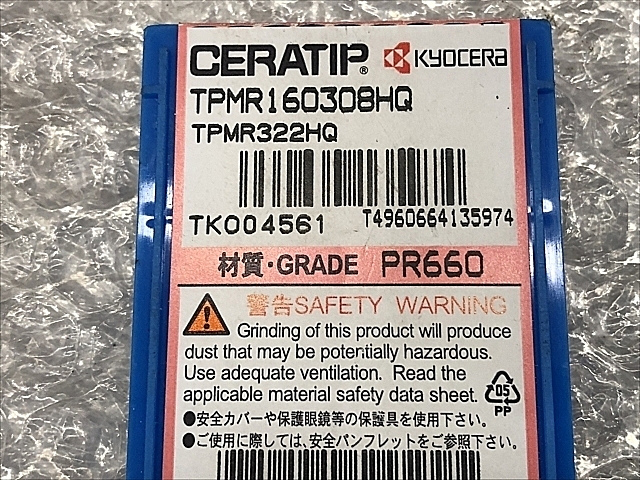 CERATIP® KYOCERA
TPMR160308HQ
TPMR322HQ
TK004561 T4960664135974
材質・GRADE PR660
警告SAFETY WARNING
Grinding of this product will produce
dust that may be potentially hazardous.
Use adequate ventilation. Read the
applicable material safety data sheet.
05
PP
●安全カバーや保護眼鏡等の保護具を使用下さい。
●ご使用に際しては、安全パンフレットをご参照下さい。